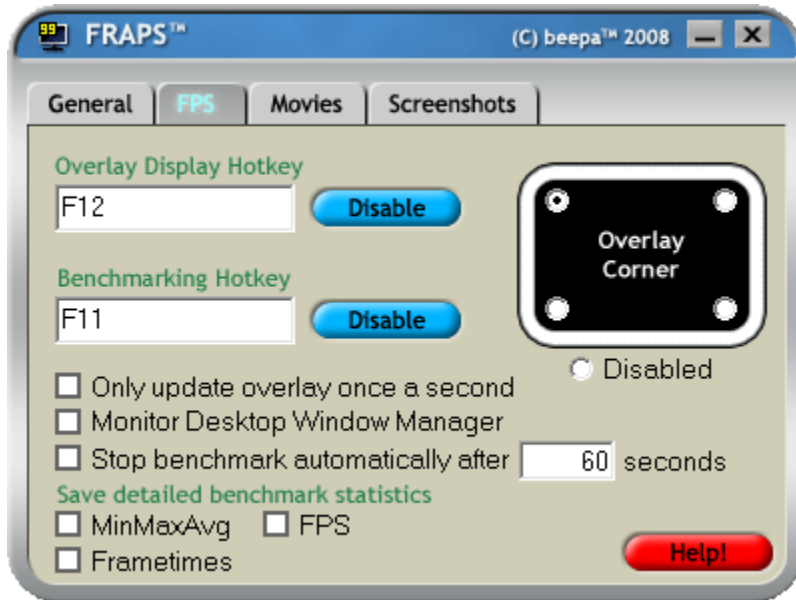 99 FRAPS™ (C) beepa™ 2008
General FPS Movies Screenshots
Overlay Display Hotkey
F12 Disable
Overlay
Corner
Benchmarking Hotkey
F11 Disable
Disabled
Only update overlay once a second
Monitor Desktop Window Manager
Stop benchmark automatically after 60 seconds
Save detailed benchmark statistics
MinMaxAvg FPS
Frametimes
Help!